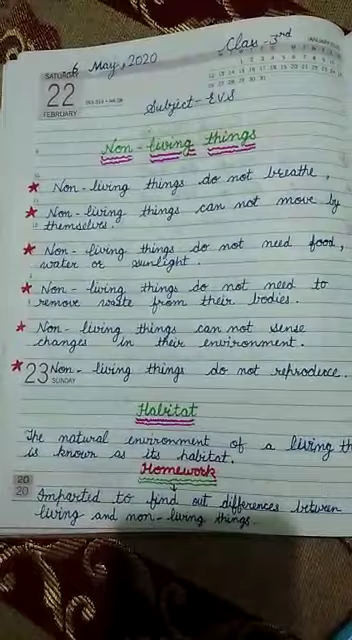 6 May, 2020
Class - 3rd
SATURDAY
22
FEBRUARY
Subject - EVS
Non - living things
★ Non - living things do not breathe,
★ Non - living things can not move by
themselves.
★ Non - living things do not need food,
water or sunlight.
★ Non - living things do not need to
remove waste from their bodies.
★ Non - living things can not sense
changes in their environment.
★ Non - living things do not reproduce.
23
SUNDAY
Habitat
The natural environment of a living th
is known as its habitat.
Homework
20
20
Imparted to find out differences between
living and non-living things.